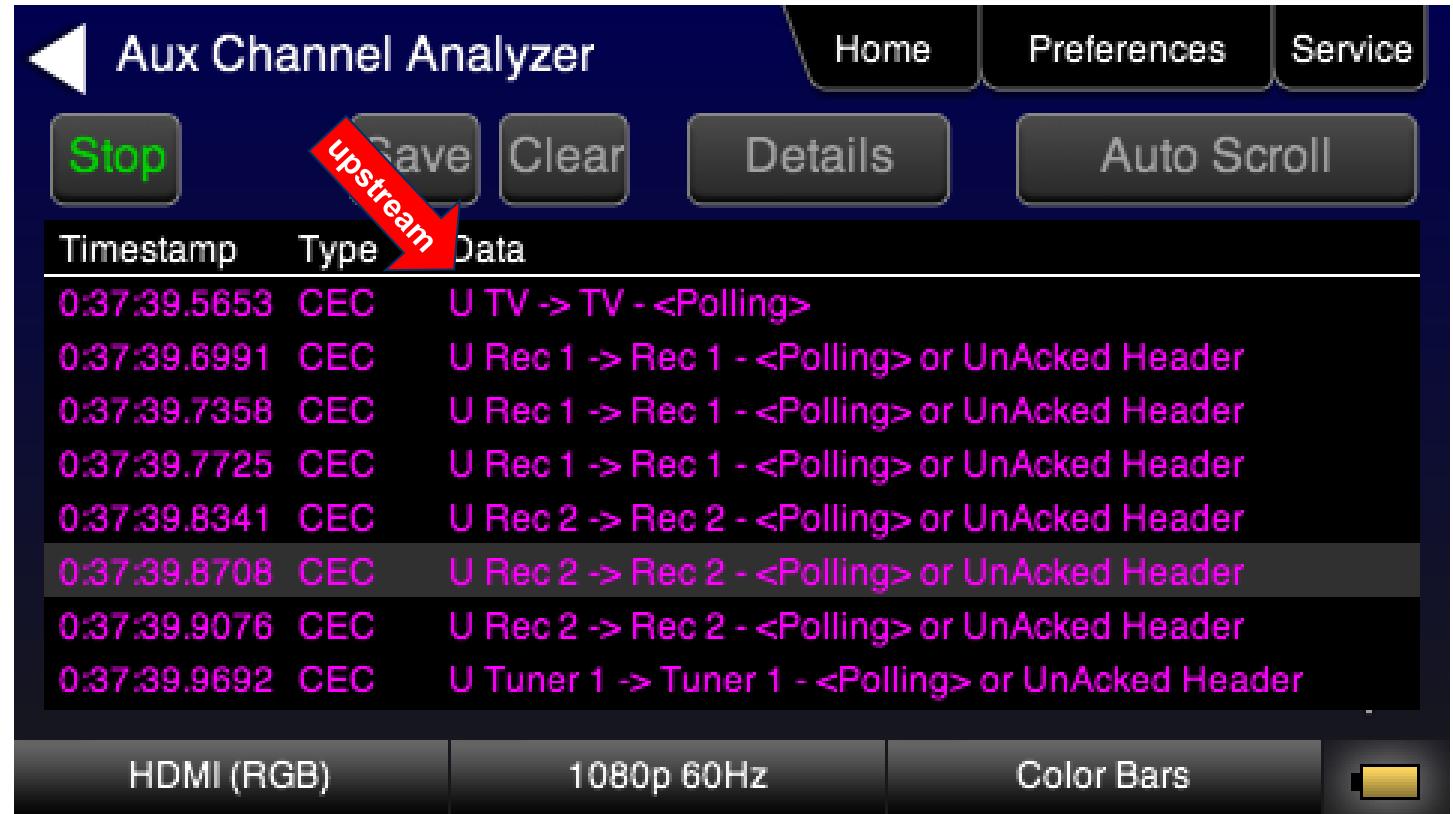 Aux Channel Analyzer
Home
Preferences
Service
Stop
Save
Clear
Details
Auto Scroll
upstream
Timestamp Type Data
0:37:39.5653 CEC U TV -> TV - <Polling>
0:37:39.6991 CEC U Rec 1 -> Rec 1 - <Polling> or UnAcked Header
0:37:39.7358 CEC U Rec 1 -> Rec 1 - <Polling> or UnAcked Header
0:37:39.7725 CEC U Rec 1 -> Rec 1 - <Polling> or UnAcked Header
0:37:39.8341 CEC U Rec 2 -> Rec 2 - <Polling> or UnAcked Header
0:37:39.8708 CEC U Rec 2 -> Rec 2 - <Polling> or UnAcked Header
0:37:39.9076 CEC U Rec 2 -> Rec 2 - <Polling> or UnAcked Header
0:37:39.9692 CEC U Tuner 1 -> Tuner 1 - <Polling> or UnAcked Header
HDMI (RGB)
1080p 60Hz
Color Bars